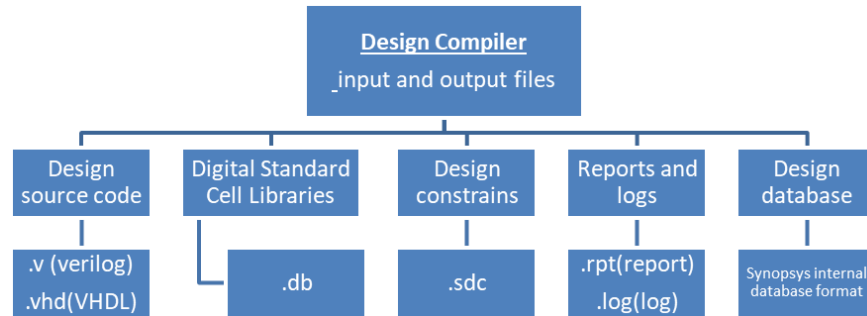 Design Compiler
_input and output files
Design
source code
Digital Standard
Cell Libraries
Design
constrains
Reports and
logs
Design
database
.v (verilog)
.vhd(VHDL)
.db
.sdc
.rpt(report)
.log(log)
Synopsys internal
database format